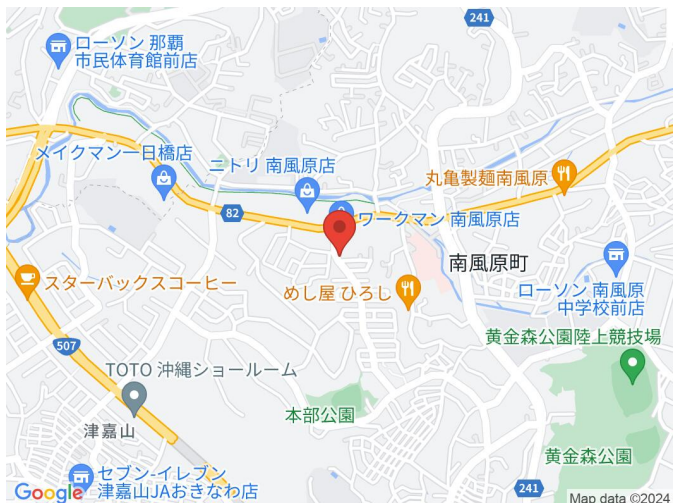 241
ローソン 那覇
市民体育館前店
メイクマン一日橋店
ニトリ 南風原店
丸亀製麺南風原
82
ワークマン 南風原店
南風原町
スターバックスコーヒー
めし屋 ひろし
ローソン 南風原
中学校前店
507
黄金森公園陸上競技場
TOTO 沖縄ショールーム
本部公園
津嘉山
黄金森公園
セブン-イレブン
津嘉山JAおきなわ店
241
Google
Map data ©2024